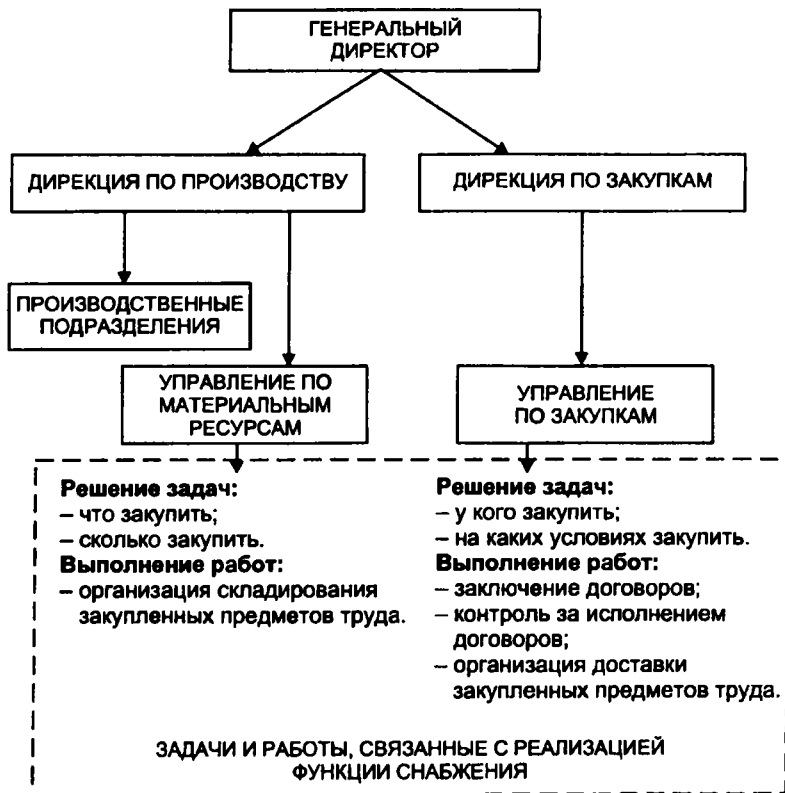 ГЕНЕРАЛЬНЫЙ
ДИРЕКТОР
ДИРЕКЦИЯ ПО ПРОИЗВОДСТВУ
ДИРЕКЦИЯ ПО ЗАКУПКАМ
ПРОИЗВОДСТВЕННЫЕ
ПОДРАЗДЕЛЕНИЯ
УПРАВЛЕНИЕ ПО
МАТЕРИАЛЬНЫМ
РЕСУРСАМ
УПРАВЛЕНИЕ
ПО ЗАКУПКАМ
Решение задач:
– что закупить;
– сколько закупить.
Выполнение работ:
– организация складирования
закупленных предметов труда.
Решение задач:
– у кого закупить;
– на каких условиях закупить.
Выполнение работ:
– заключение договоров;
– контроль за исполнением
договоров;
– организация доставки
закупленных предметов труда.
ЗАДАЧИ И РАБОТЫ, СВЯЗАННЫЕ С РЕАЛИЗАЦИЕЙ
ФУНКЦИИ СНАБЖЕНИЯ